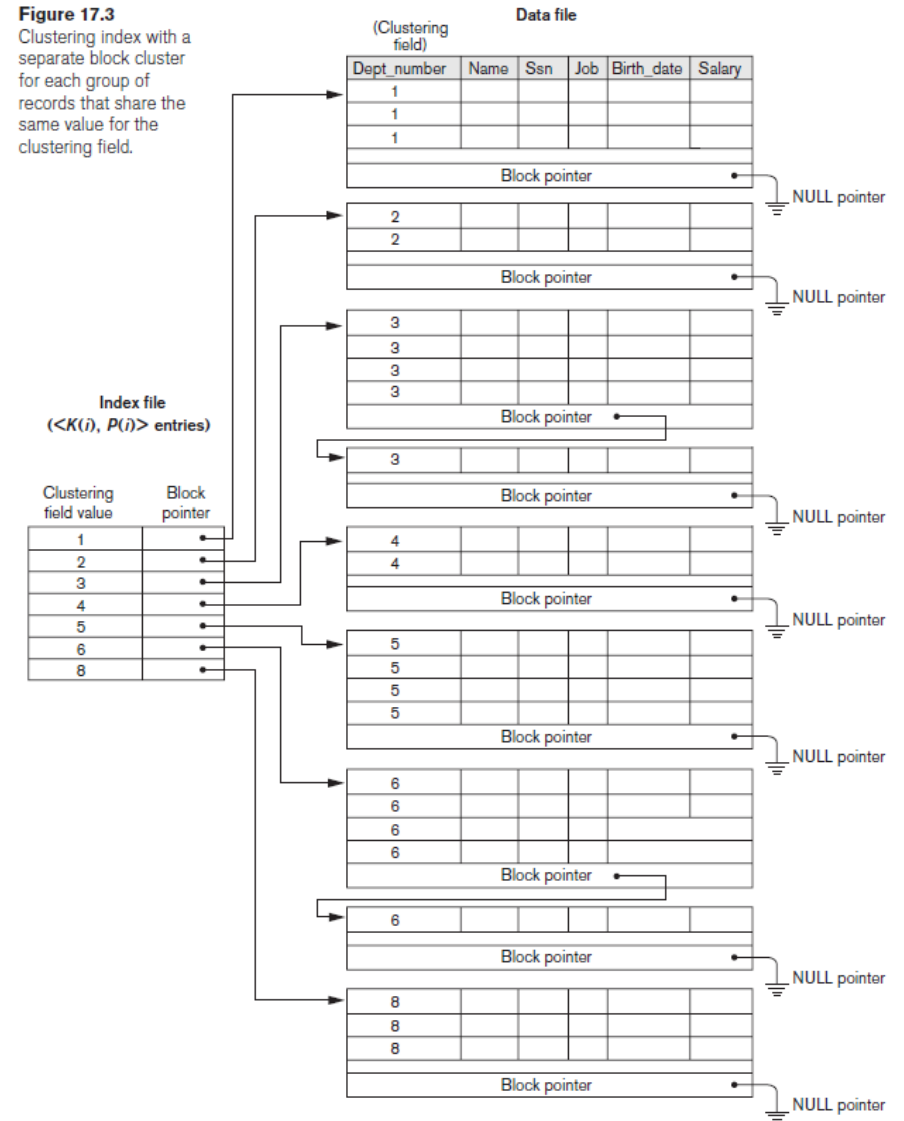 Figure 17.3
Clustering index with a
separate block cluster
for each group of
records that share the
same value for the
clustering field.
Data file
(Clustering
field)
Dept_number Name Ssn Job Birth_date Salary
1
1
1
Block pointer
NULL pointer
2
2
Block pointer
NULL pointer
3
3
3
3
Block pointer
3
Block pointer
NULL pointer
Index file
(<K(i), P(i)> entries)
Clustering
field value
Block
pointer
1
2
3
4
5
6
8
4
4
Block pointer
NULL pointer
5
5
5
5
Block pointer
NULL pointer
6
6
6
6
Block pointer
6
Block pointer
NULL pointer
8
8
8
Block pointer
NULL pointer